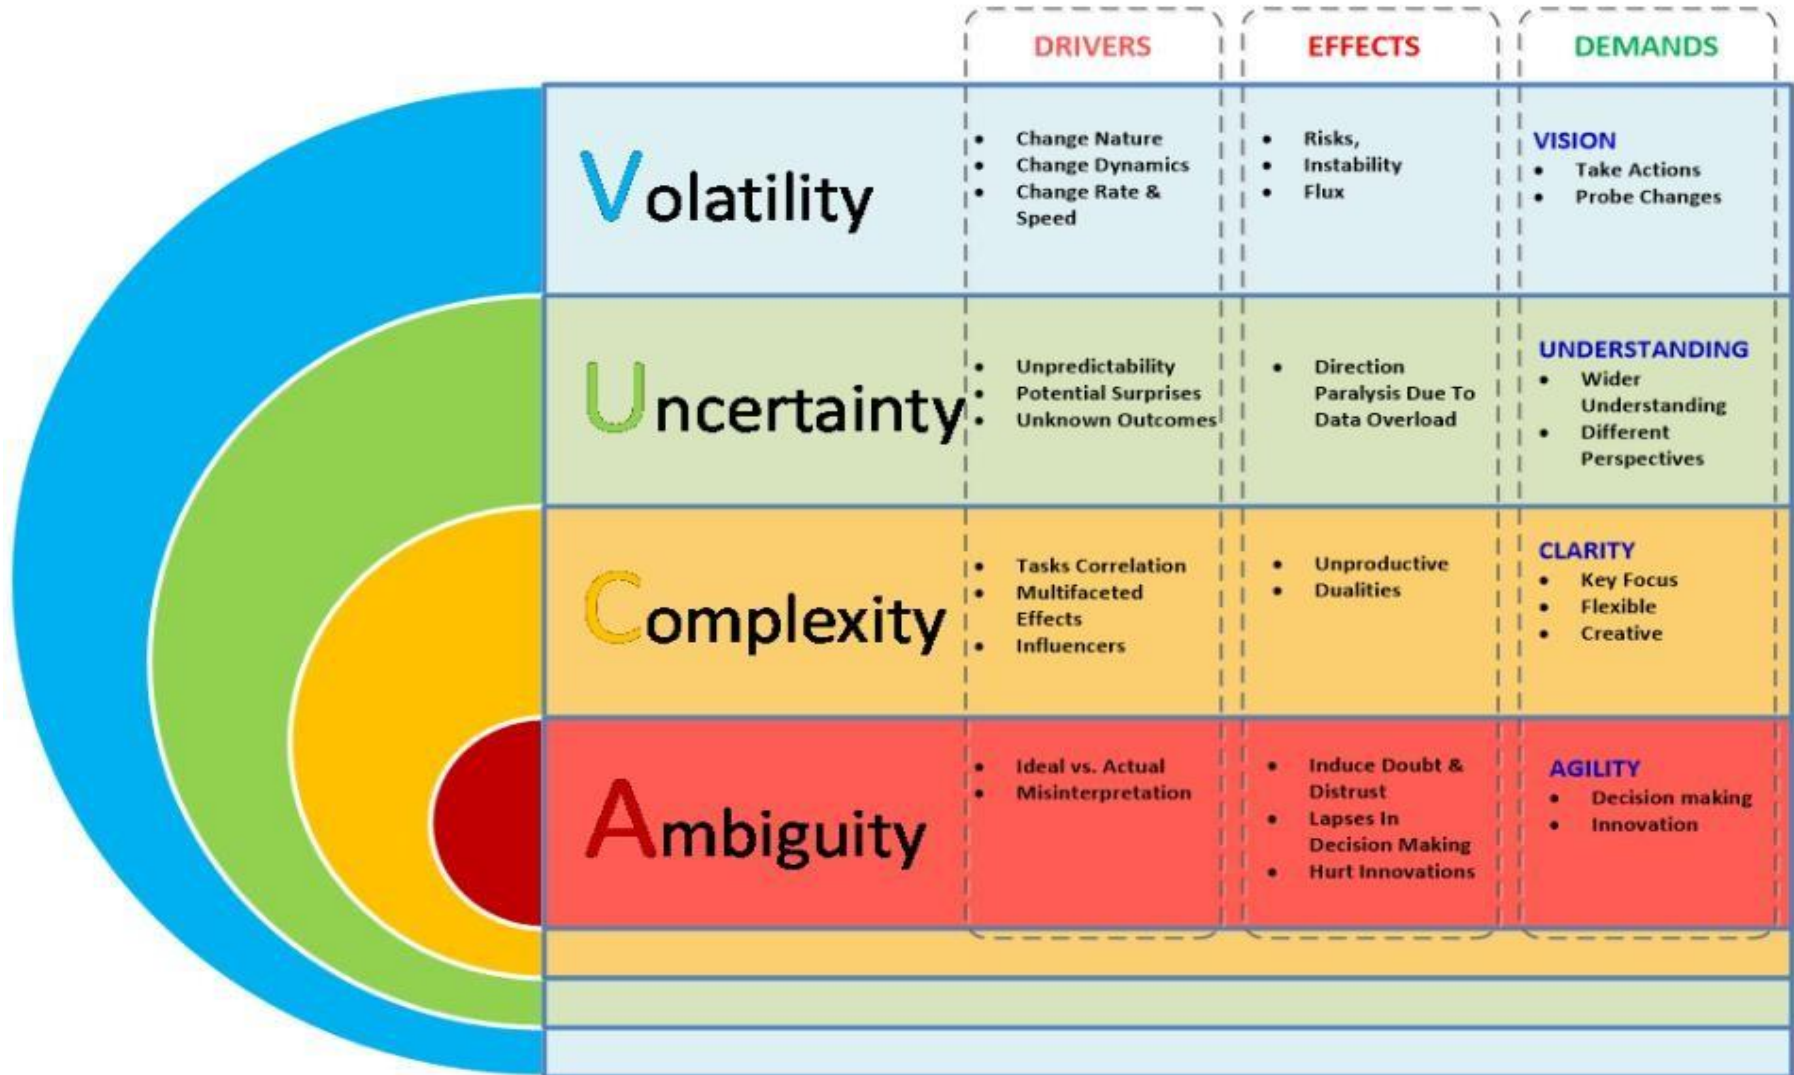 DRIVERS
EFFECTS
DEMANDS
Volatility
• Change Nature
• Change Dynamics
• Change Rate &
Speed
• Risks,
• Instability
• Flux
VISION
• Take Actions
• Probe Changes
Uncertainty
• Unpredictability
• Potential Surprises
• Unknown Outcomes
• Direction
Paralysis Due To
Data Overload
UNDERSTANDING
• Wider
Understanding
• Different
Perspectives
Complexity
• Tasks Correlation
• Multifaceted
Effects
• Influencers
• Unproductive
• Dualities
CLARITY
• Key Focus
• Flexible
• Creative
Ambiguity
• Ideal vs. Actual
• Misinterpretation
• Induce Doubt &
Distrust
• Lapses In
Decision Making
• Hurt Innovations
AGILITY
• Decision making
• Innovation